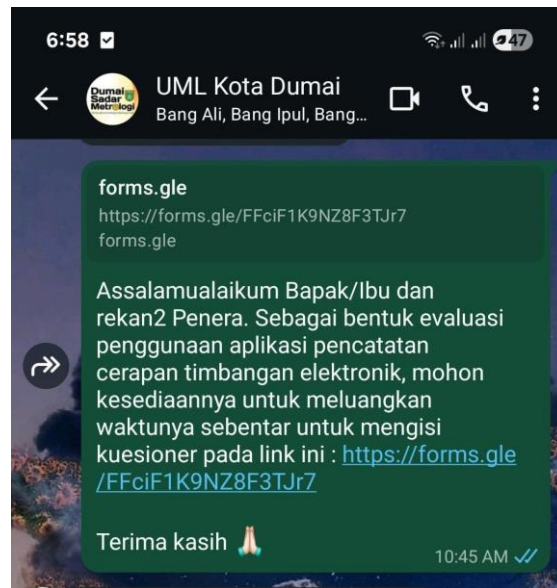 6:58
47
Dumai
Sadar
Metrologi
UML Kota Dumai
Bang Ali, Bang Ipul, Bang...
forms.gle
https://forms.gle/FFciF1K9NZ8F3TJr7
forms.gle
Assalamualaikum Bapak/Ibu dan
rekan2 Penera. Sebagai bentuk evaluasi
penggunaan aplikasi pencatatan
cerapan timbangan elektronik, mohon
kesediaannya untuk meluangkan
waktunya sebentar untuk mengisi
kuesioner pada link ini : https://forms.gle
/FFciF1K9NZ8F3TJr7
Terima kasih 🙏🏻
10:45 AM